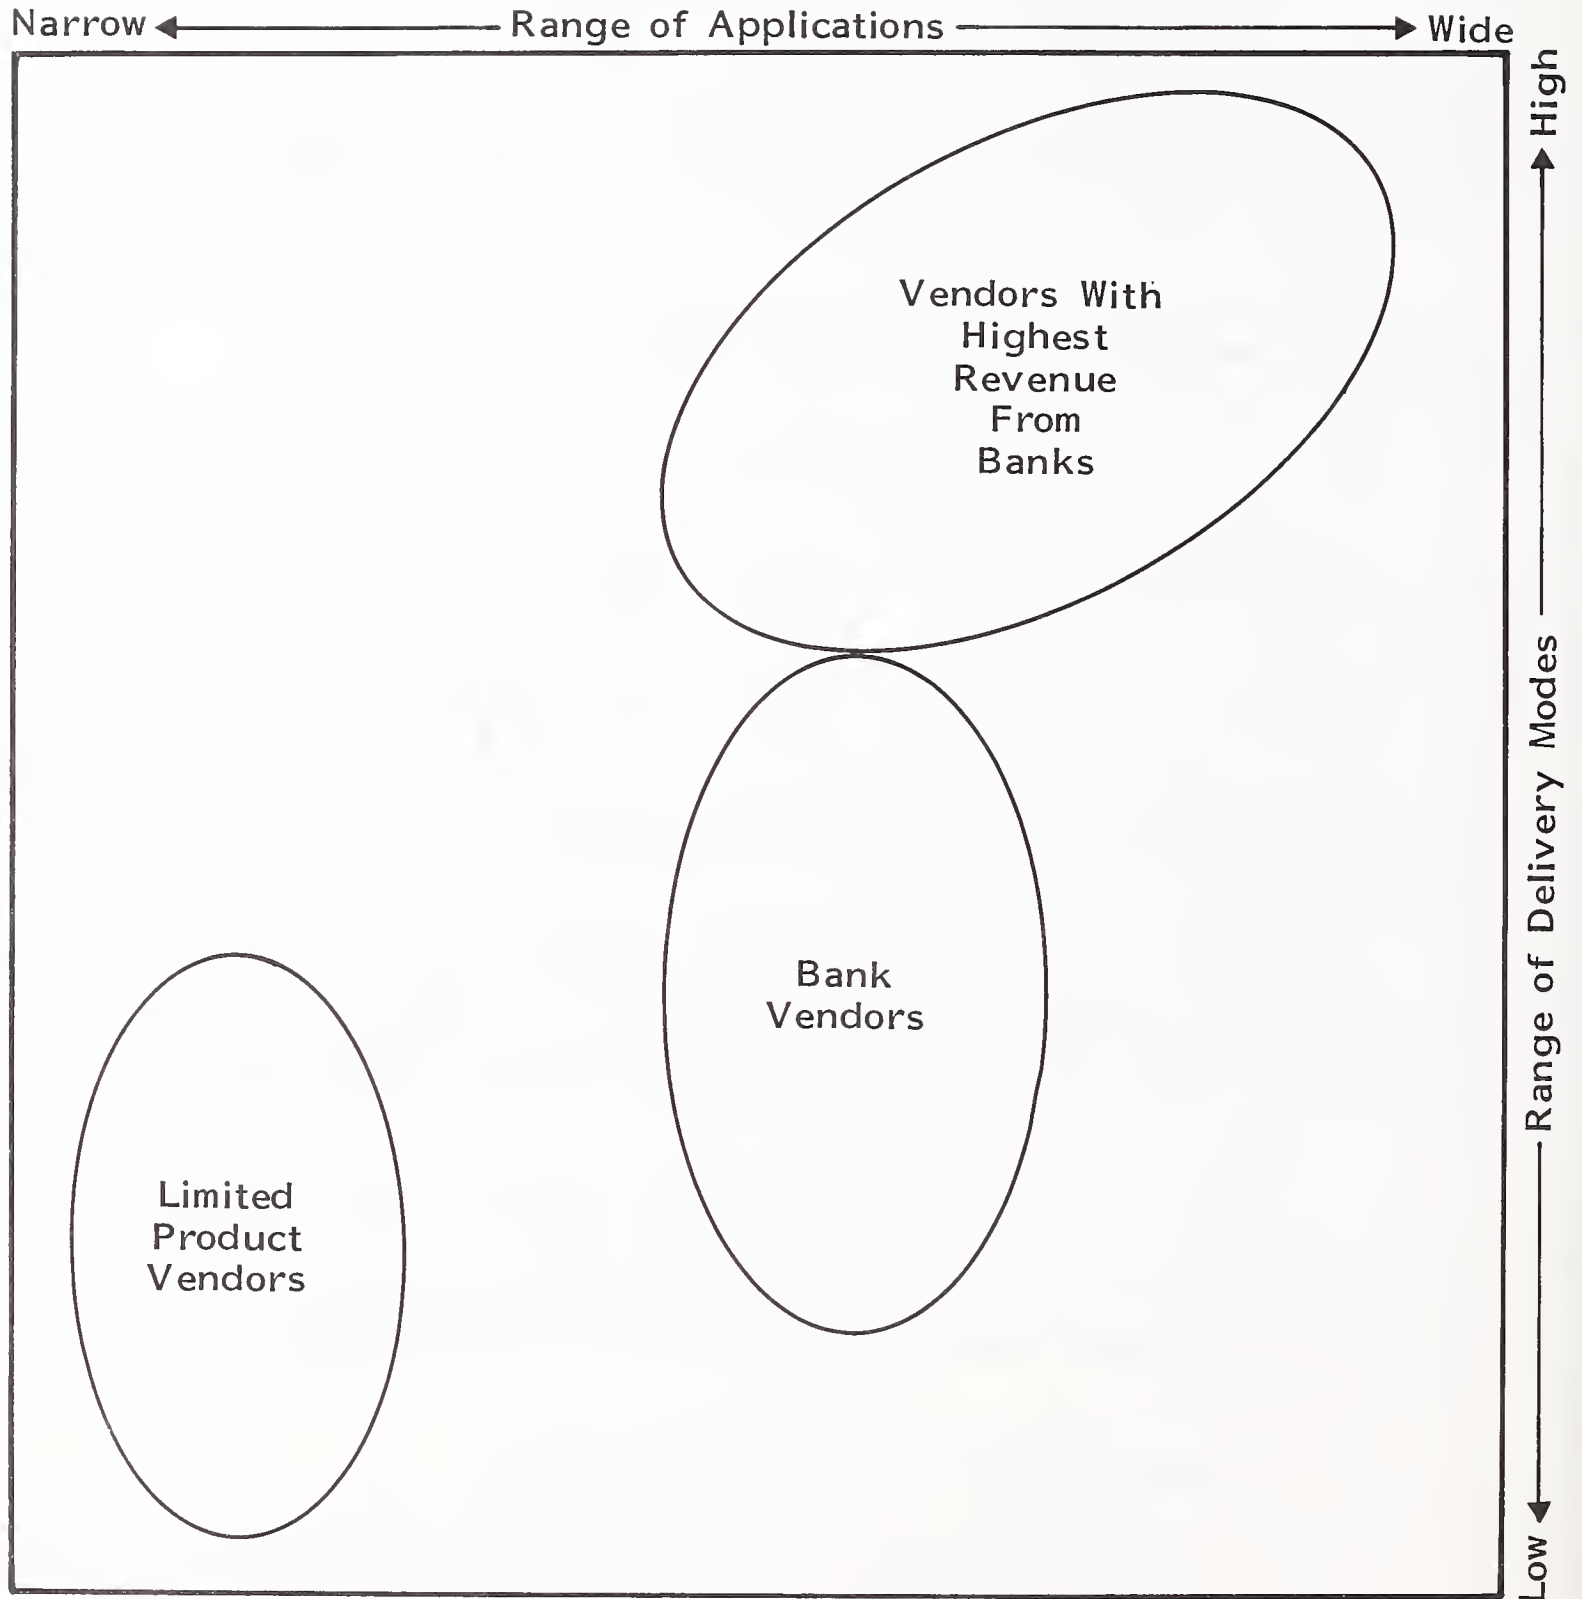 Narrow Range of Applications Wide
High
Range of Delivery Modes
Low
Vendors With
Highest
Revenue
From
Banks
Bank
Vendors
Limited
Product
Vendors